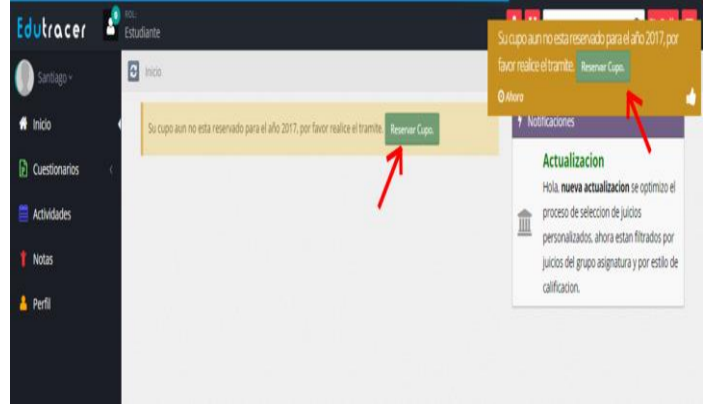 Edutracer
0
ROL:
Estudiante
Santiago
Inicio
Cuestionarios
Actividades
Notas
Perfil
Inicio
Su cupo aun no esta reservado para el año 2017, por favor realice el tramite. Reservar Cupo.
Su cupo aun no esta reservado para el año 2017, por
favor realice el tramite. Reservar Cupo.
Ahora
Notificaciones
Actualizacion
Hola, nueva actualizacion se optimizo el
proceso de seleccion de juicios
personalizados, ahora estan filtrados por
juicios del grupo asignatura y por estilo de
calificacion.